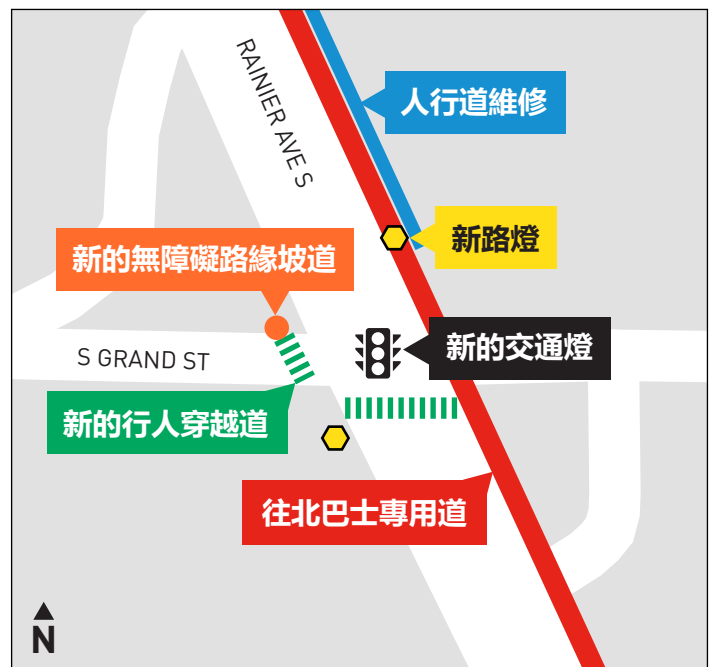 RAINIER AVE S
人行道維修
新路燈
新的無障礙路緣坡道
新的交通燈
S GRAND ST
新的行人穿越道
往北巴士專用道
N